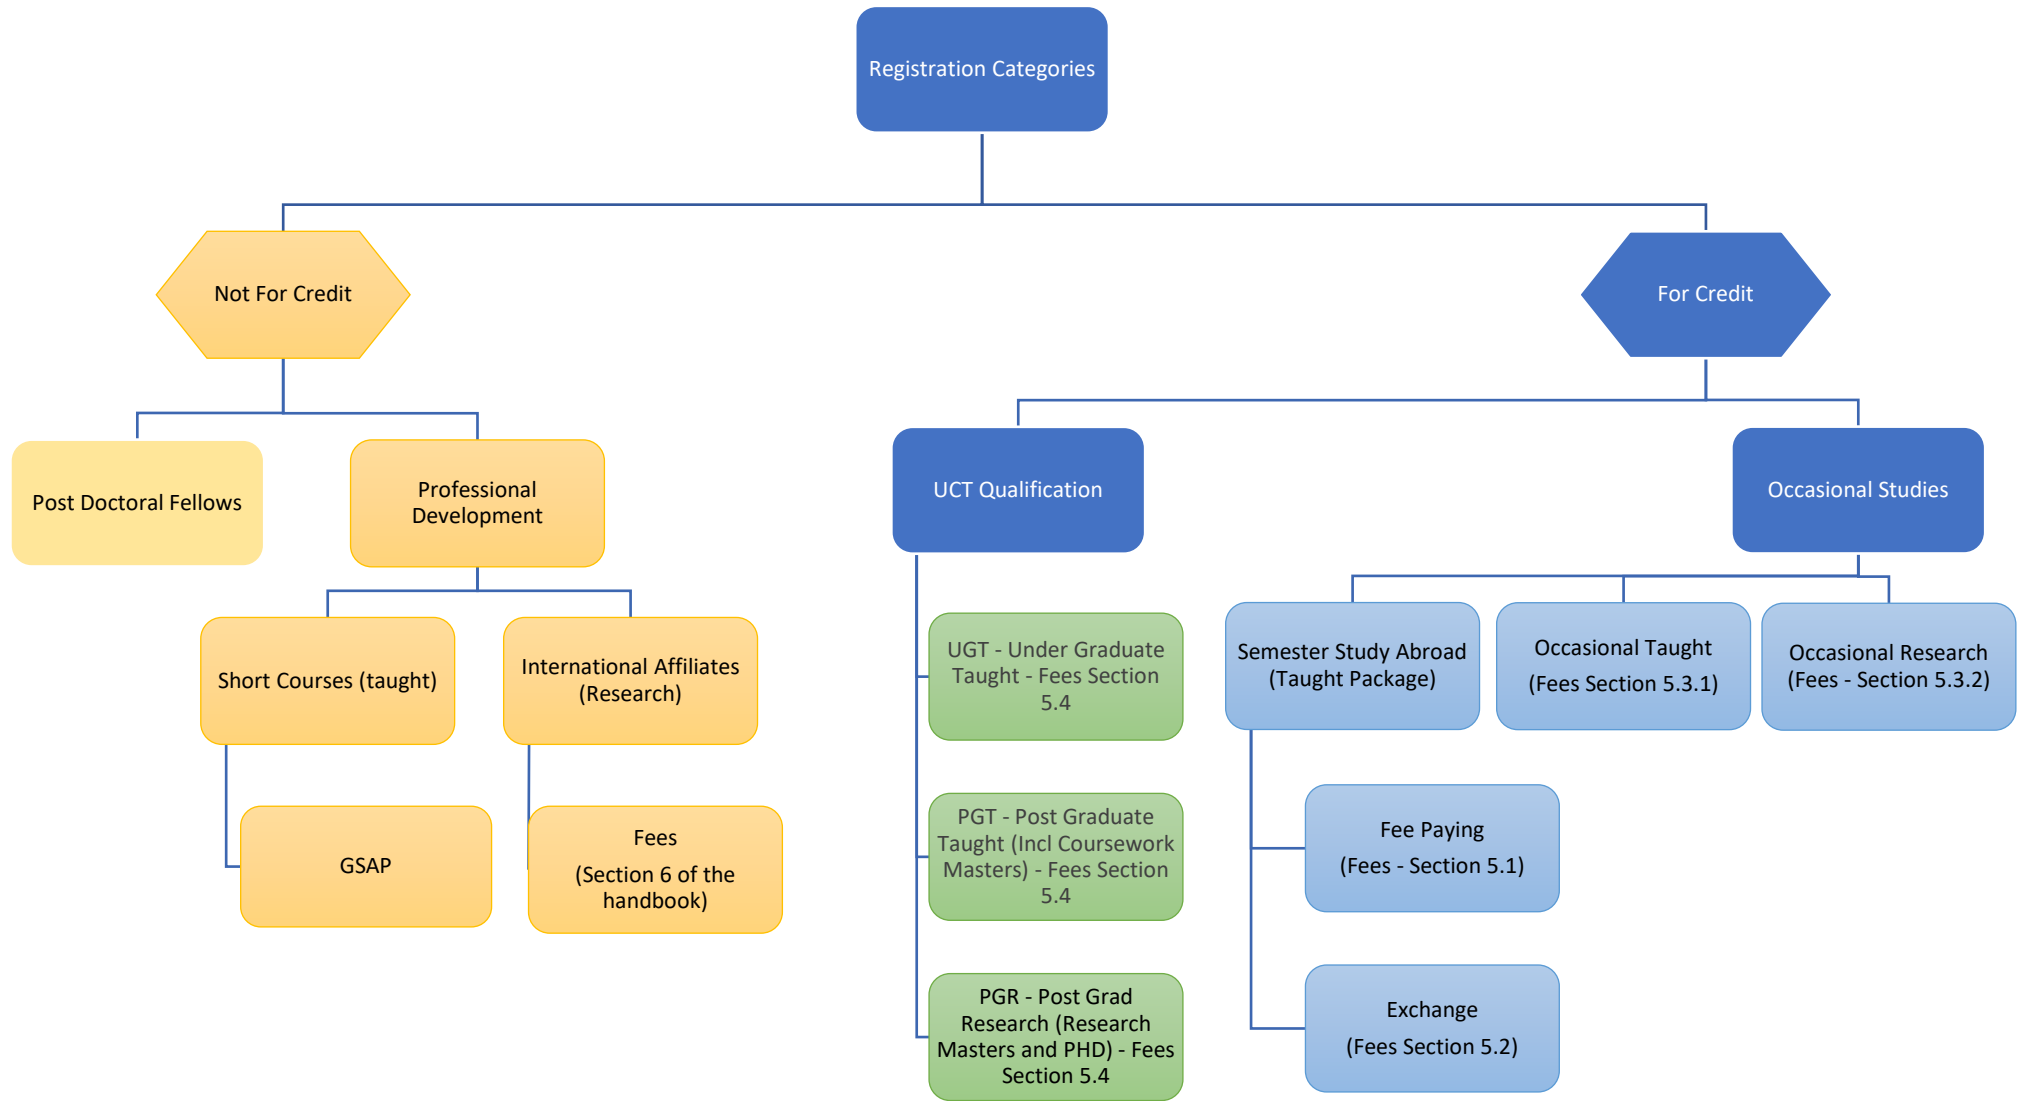 Registration Categories
Not For Credit
For Credit
Post Doctoral Fellows
Professional
Development
UCT Qualification
Occasional Studies
Short Courses (taught)
International Affiliates
(Research)
UGT - Under Graduate
Taught - Fees Section
5.4
Semester Study Abroad
(Taught Package)
Occasional Taught
(Fees Section 5.3.1)
Occasional Research
(Fees - Section 5.3.2)
GSAP
Fees
(Section 6 of the
handbook)
PGT - Post Graduate
Taught (Incl Coursework
Masters) - Fees Section
5.4
Fee Paying
(Fees - Section 5.1)
PGR - Post Grad
Research (Research
Masters and PHD) - Fees
Section 5.4
Exchange
(Fees Section 5.2)